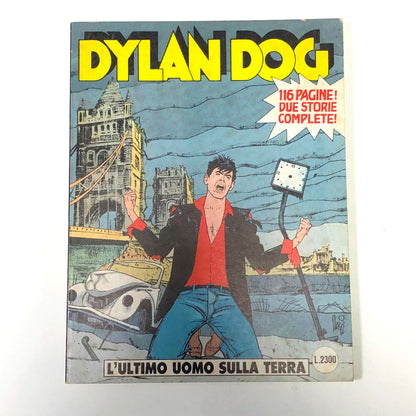 DYLAN DOG
116 PAGINE!
DUE STORIE
COMPLETE!
L'ULTIMO UOMO SULLA TERRA
L.2300